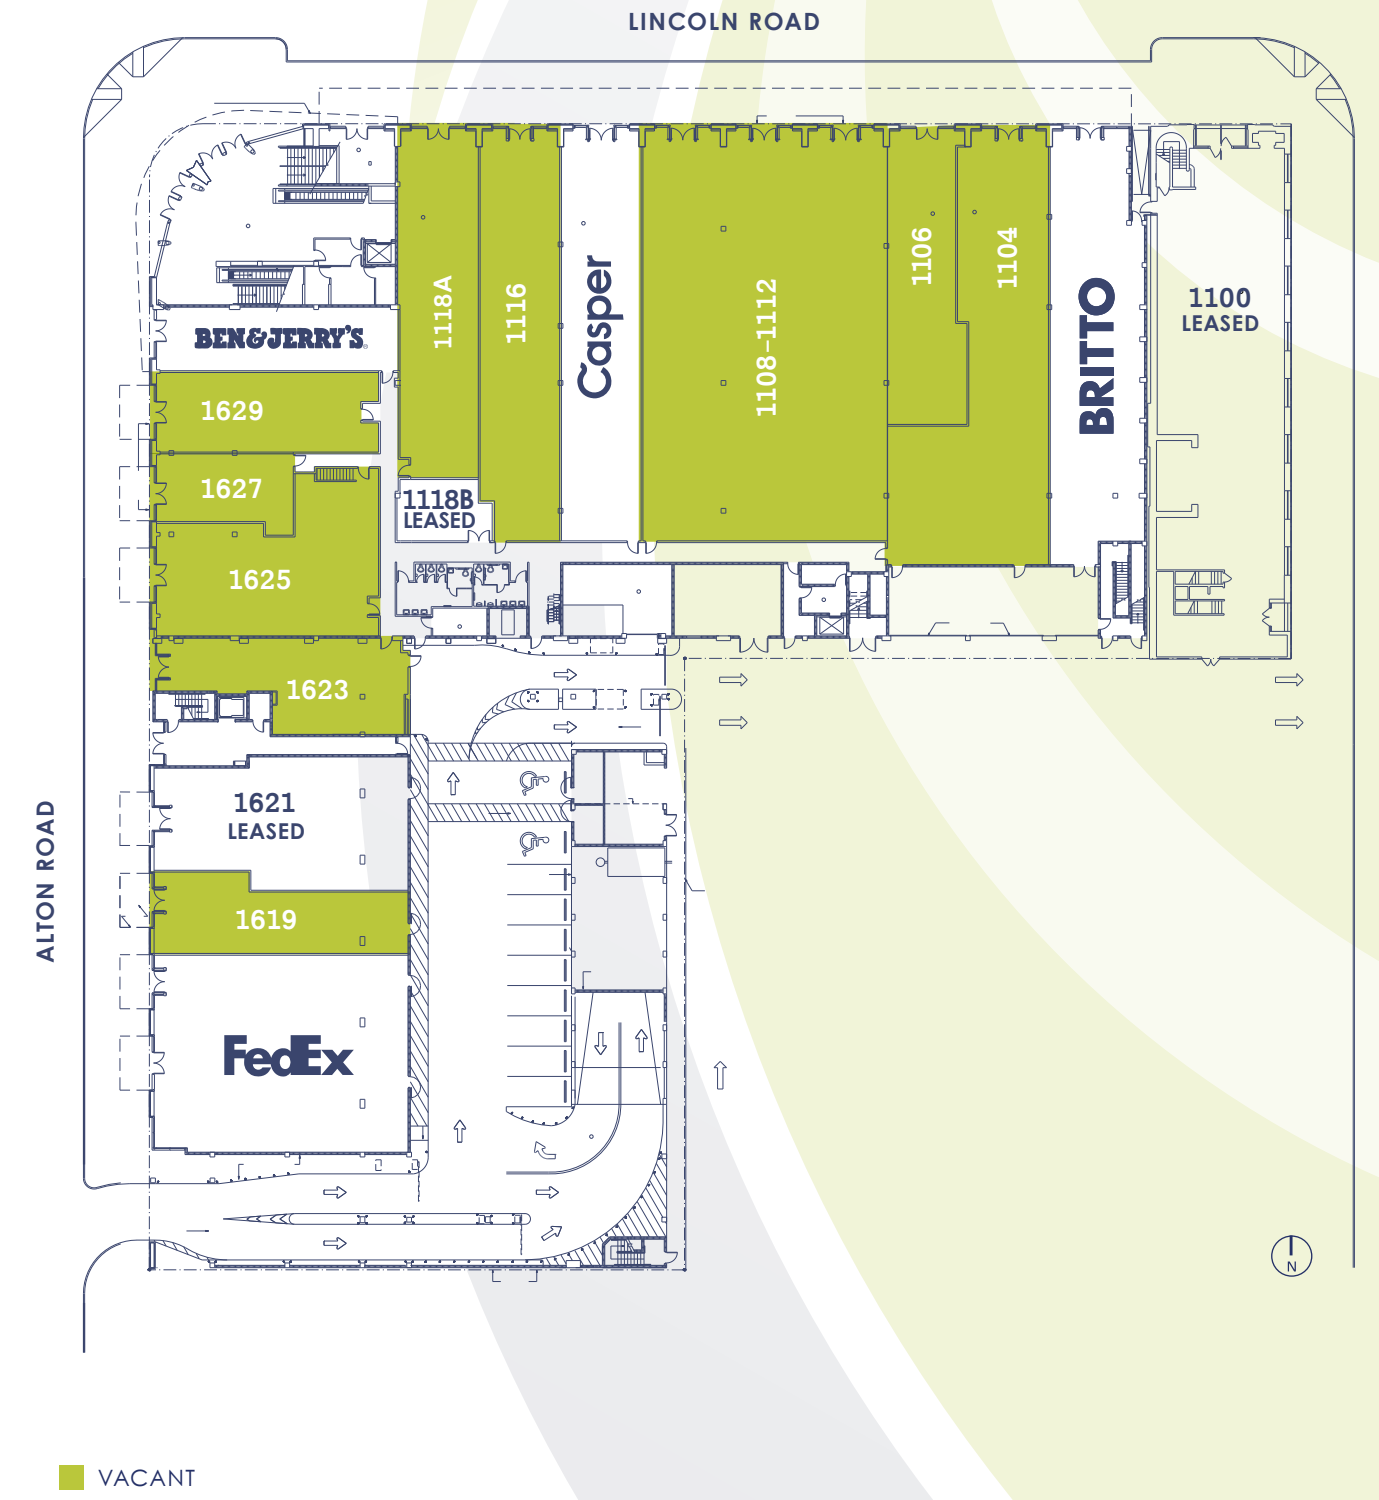 LINCOLN ROAD
1118A
1116
Casper
1108–1112
1106
1104
BRITTO
1100
LEASED
BEN&JERRY'S
1629
1627
1118B
LEASED
1625
1623
1621
LEASED
1619
FedEx
ALTON ROAD
N
VACANT